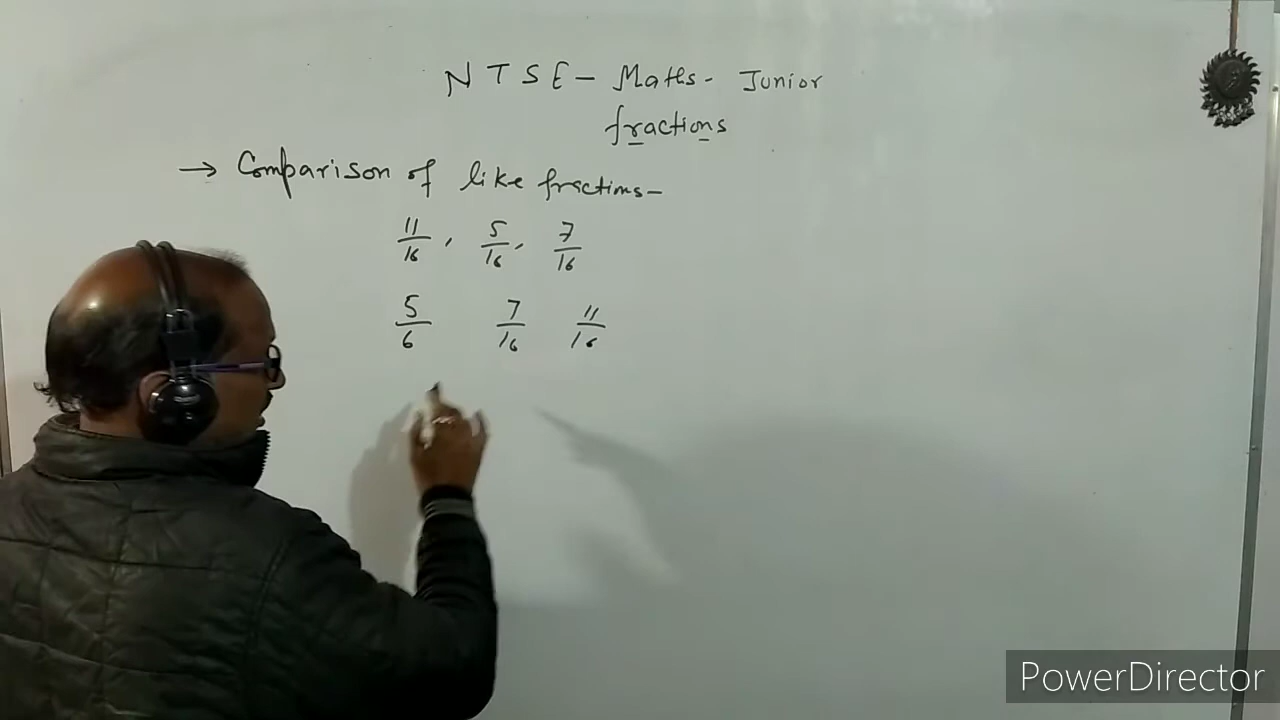 NTSE - Maths - Junior
fractions
→ Comparison of like fractions -
11/16, 5/16, 7/16
5/6 7/16 11/16
PowerDirector